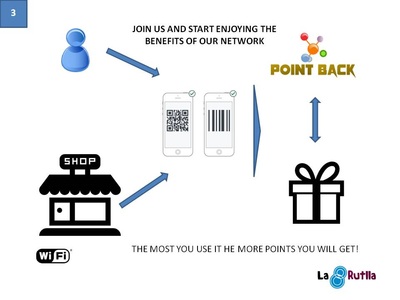 3
JOIN US AND START ENJOYING THE
BENEFITS OF OUR NETWORK
POINT BACK
SHOP
WiFi
THE MOST YOU USE IT HE MORE POINTS YOU WILL GET!
La Rutlla